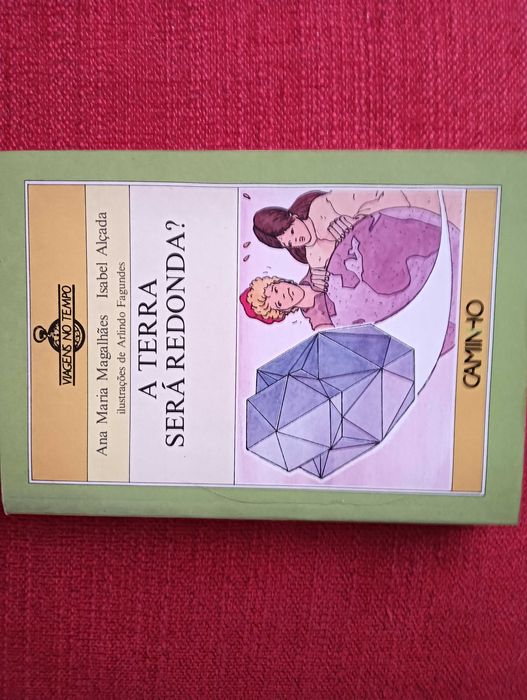 VIAGENS NO TEMPO
Ana Maria Magalhães Isabel Alçada
ilustrações de Arlindo Fagundes
A TERRA
SERÁ REDONDA?
CAMINHO